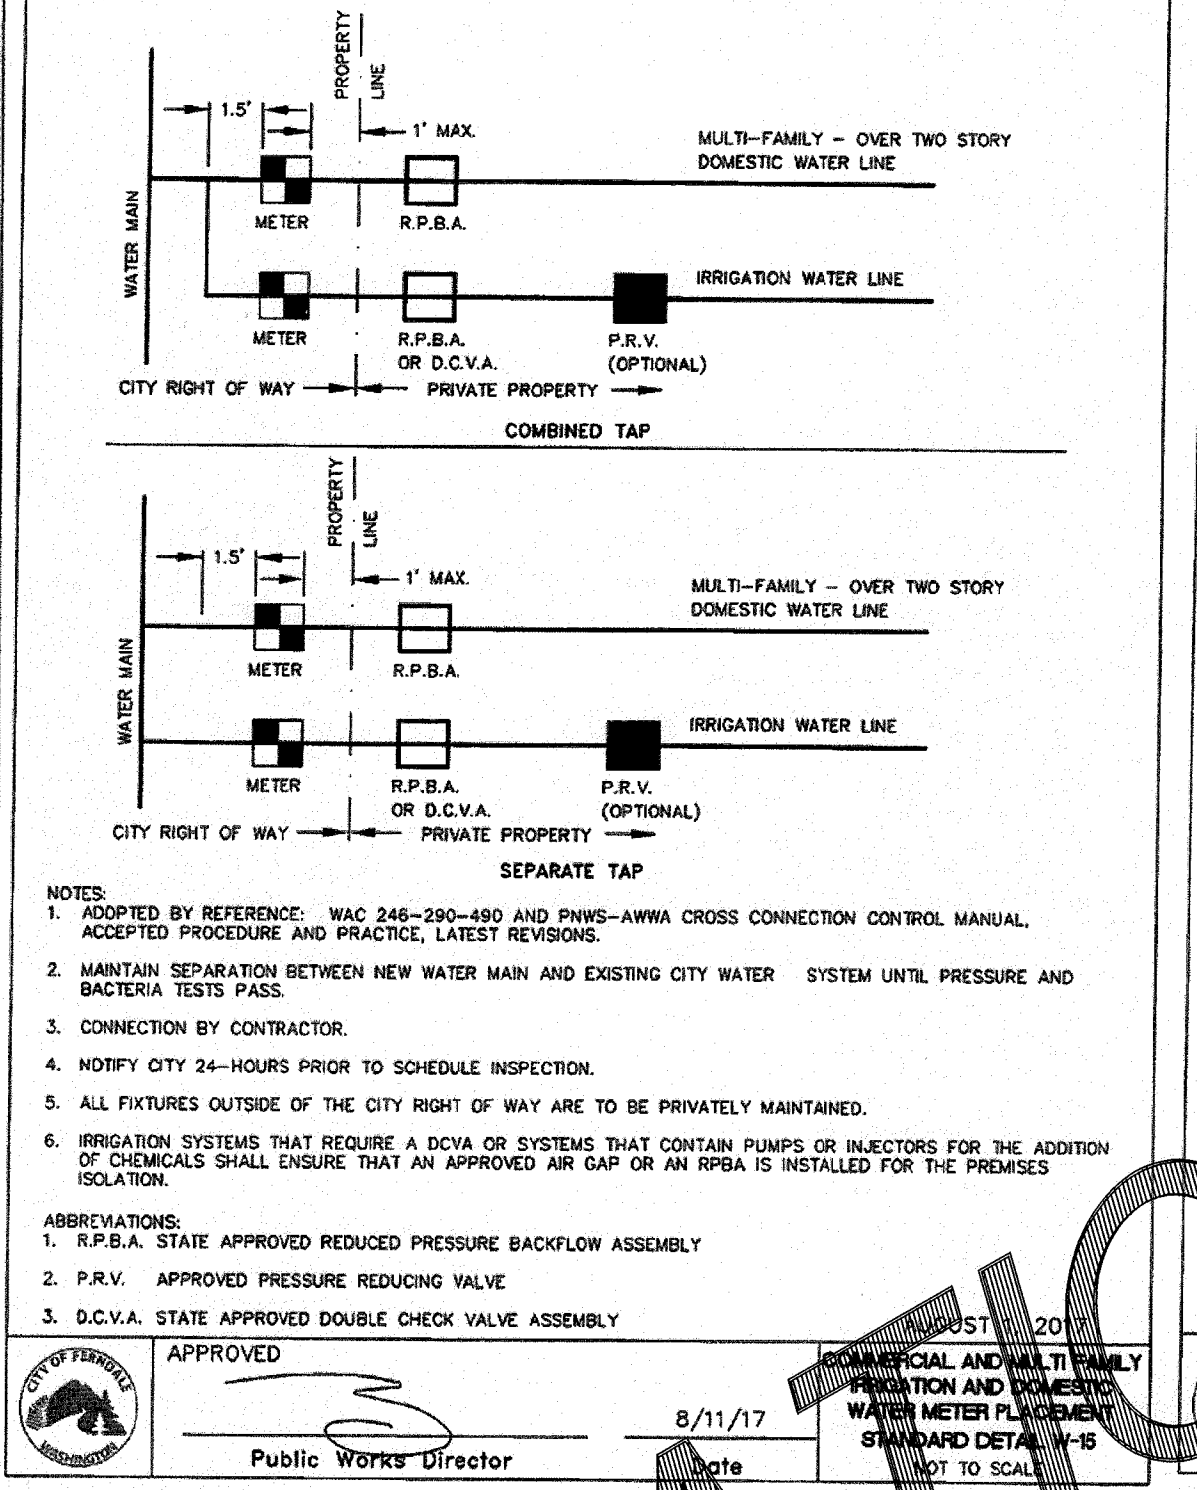 PROPERTY
LINE
1.5'
1' MAX.
MULTI-FAMILY - OVER TWO STORY
DOMESTIC WATER LINE
WATER MAIN
METER
R.P.B.A.
IRRIGATION WATER LINE
METER
R.P.B.A.
OR D.C.V.A.
P.R.V.
(OPTIONAL)
CITY RIGHT OF WAY
PRIVATE PROPERTY
COMBINED TAP
PROPERTY
LINE
1.5'
1' MAX.
MULTI-FAMILY - OVER TWO STORY
DOMESTIC WATER LINE
WATER MAIN
METER
R.P.B.A.
IRRIGATION WATER LINE
METER
R.P.B.A.
OR D.C.V.A.
P.R.V.
(OPTIONAL)
CITY RIGHT OF WAY
PRIVATE PROPERTY
SEPARATE TAP
NOTES:
1. ADOPTED BY REFERENCE: WAC 246-290-490 AND PNWS-AWWA CROSS CONNECTION CONTROL MANUAL,
ACCEPTED PROCEDURE AND PRACTICE, LATEST REVISIONS.
2. MAINTAIN SEPARATION BETWEEN NEW WATER MAIN AND EXISTING CITY WATER SYSTEM UNTIL PRESSURE AND
BACTERIA TESTS PASS.
3. CONNECTION BY CONTRACTOR.
4. NOTIFY CITY 24-HOURS PRIOR TO SCHEDULE INSPECTION.
5. ALL FIXTURES OUTSIDE OF THE CITY RIGHT OF WAY ARE TO BE PRIVATELY MAINTAINED.
6. IRRIGATION SYSTEMS THAT REQUIRE A DCVA OR SYSTEMS THAT CONTAIN PUMPS OR INJECTORS FOR THE ADDITION
OF CHEMICALS SHALL ENSURE THAT AN APPROVED AIR GAP OR AN RPBA IS INSTALLED FOR THE PREMISES
ISOLATION.
ABBREVIATIONS:
1. R.P.B.A. STATE APPROVED REDUCED PRESSURE BACKFLOW ASSEMBLY
2. P.R.V. APPROVED PRESSURE REDUCING VALVE
3. D.C.V.A. STATE APPROVED DOUBLE CHECK VALVE ASSEMBLY
AUGUST 1, 2017
CITY OF FERNDALE
WASHINGTON
APPROVED
8/11/17
Public Works Director
Date
COMMERCIAL AND MULTI FAMILY
IRRIGATION AND DOMESTIC
WATER METER PLACEMENT
STANDARD DETAIL W-15
NOT TO SCALE